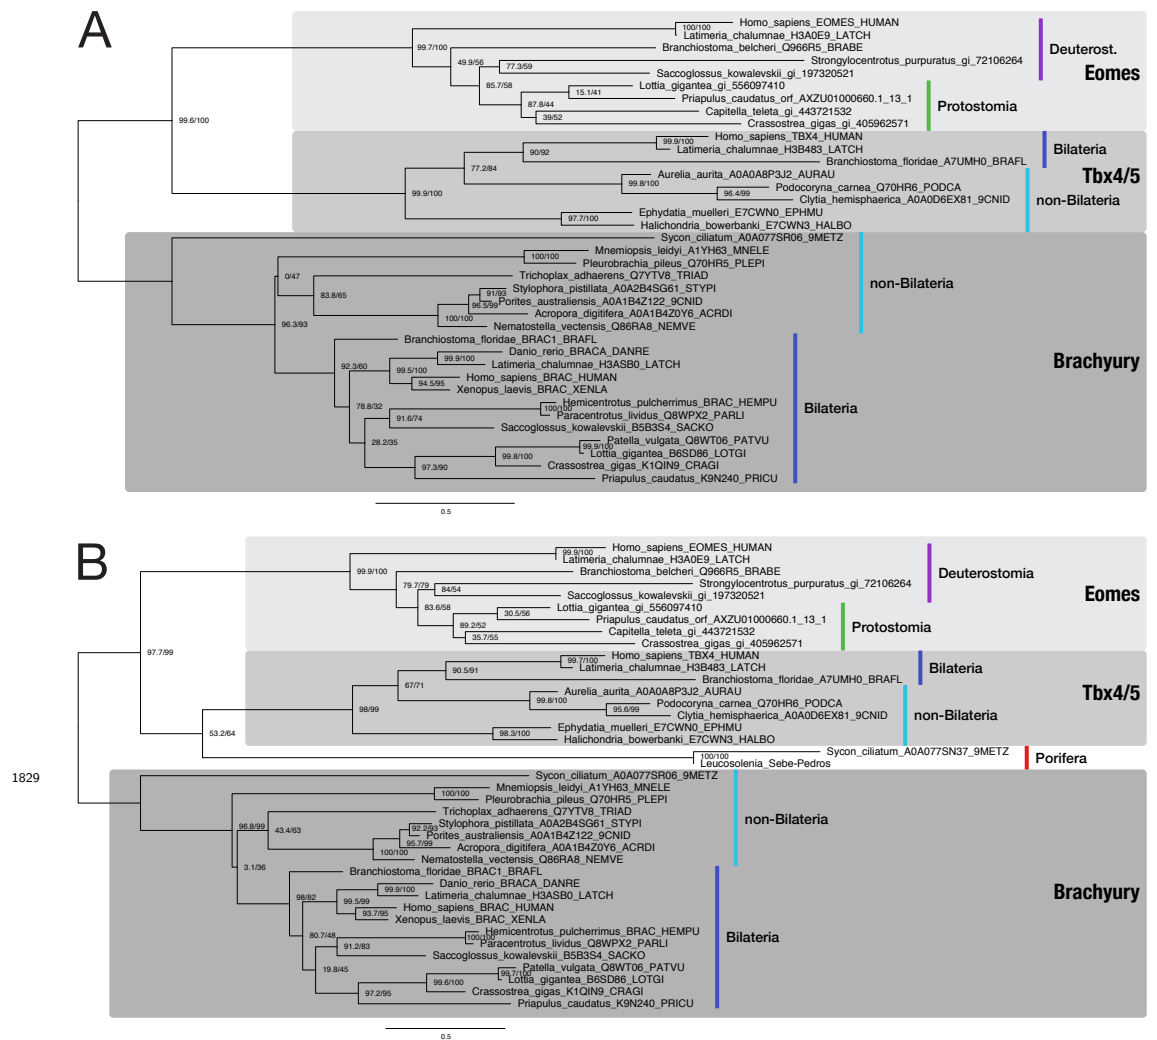 A
Homo_sapiens_EOMES_HUMAN
100/100
Latimeria_chalumnae_H3A0E9_LATCH
99.7/100
Branchiostoma_belcheri_Q966R5_BRABE
Deuterost.
49.9/56
Strongylocentrotus_purpuratus_gi_72106264
77.3/59
Saccoglossus_kowalevskii_gi_197320521
Eomes
85.7/58
Lottia_gigantea_gi_556097410
15.1/41
Priapulus_caudatus_orf_AXZU01000660.1_13_1
87.8/44
Protostomia
Capitella_teleta_gi_443721532
39/52
Crassostrea_gigas_gi_405962571
99.6/100
Homo_sapiens_TBX4_HUMAN
99.9/100
Latimeria_chalumnae_H3B483_LATCH
90/92
Bilateria
Branchiostoma_floridae_A7UMH0_BRAFL
77.2/84
Aurelia_aurita_A0A0A8P3J2_AURAU
Tbx4/5
99.8/100
Podocoryna_carnea_Q70HR6_PODCA
99.9/100
96.4/99
Clytia_hemisphaerica_A0A0D6EX81_9CNID
non-Bilateria
Ephydatia_muelleri_E7CWN0_EPHMU
97.7/100
Halichondria_bowerbanki_E7CWN3_HALBO
Sycon_ciliatum_A0A077SR06_9METZ
Mnemiopsis_leidyi_A1YH63_MNELE
100/100
Pleurobrachia_pileus_Q70HR5_PLEPI
0/47
Trichoplax_adhaerens_Q7YTV8_TRIAD
non-Bilateria
83.8/65
Stylophora_pistillata_A0A2B4SG61_STYPI
91/93
Porites_australiensis_A0A1B4Z122_9CNID
96.5/99
Acropora_digitifera_A0A1B4Z0Y6_ACRDI
100/100
96.3/93
Nematostella_vectensis_Q86RA8_NEMVE
Branchiostoma_floridae_BRAC1_BRAFL
Danio_rerio_BRACA_DANRE
99.9/100
Brachyury
92.3/60
Latimeria_chalumnae_H3ASB0_LATCH
99.5/100
Homo_sapiens_BRAC_HUMAN
94.5/95
Xenopus_laevis_BRAC_XENLA
78.8/32
Hemicentrotus_pulcherrimus_BRAC_HEMPU
100/100
Bilateria
Paracentrotus_lividus_Q8WPX2_PARLI
91.6/74
Saccoglossus_kowalevskii_B5B3S4_SACKO
28.2/35
Patella_vulgata_Q8WT06_PATVU
99.9/100
Lottia_gigantea_B6SD86_LOTGI
99.8/100
Crassostrea_gigas_K1QIN9_CRAGI
97.3/90
Priapulus_caudatus_K9N240_PRICU
0.5
B
Homo_sapiens_EOMES_HUMAN
99.9/100
Latimeria_chalumnae_H3A0E9_LATCH
99.9/100
Branchiostoma_belcheri_Q966R5_BRABE
Deuterostomia
79.7/79
Strongylocentrotus_purpuratus_gi_72106264
84/54
Saccoglossus_kowalevskii_gi_197320521
Eomes
83.6/58
Lottia_gigantea_gi_556097410
30.5/56
Priapulus_caudatus_orf_AXZU01000660.1_13_1
89.2/52
Protostomia
Capitella_teleta_gi_443721532
35.7/55
Crassostrea_gigas_gi_405962571
97.7/99
Homo_sapiens_TBX4_HUMAN
99.7/100
Latimeria_chalumnae_H3B483_LATCH
90.5/91
Bilateria
Branchiostoma_floridae_A7UMH0_BRAFL
67/71
Aurelia_aurita_A0A0A8P3J2_AURAU
Tbx4/5
99.8/100
Podocoryna_carnea_Q70HR6_PODCA
98/99
95.6/99
Clytia_hemisphaerica_A0A0D6EX81_9CNID
non-Bilateria
Ephydatia_muelleri_E7CWN0_EPHMU
98.3/100
Halichondria_bowerbanki_E7CWN3_HALBO
53.2/64
Sycon_ciliatum_A0A077SN37_9METZ
100/100
Leucosolenia_Sebe-Pedros
Porifera
1829
Sycon_ciliatum_A0A077SR06_9METZ
Mnemiopsis_leidyi_A1YH63_MNELE
100/100
Pleurobrachia_pileus_Q70HR5_PLEPI
Trichoplax_adhaerens_Q7YTV8_TRIAD
non-Bilateria
96.8/99
43.4/63
Stylophora_pistillata_A0A2B4SG61_STYPI
92.2/93
Porites_australiensis_A0A1B4Z122_9CNID
95.7/99
Acropora_digitifera_A0A1B4Z0Y6_ACRDI
100/100
Nematostella_vectensis_Q86RA8_NEMVE
3.1/36
Branchiostoma_floridae_BRAC1_BRAFL
Danio_rerio_BRACA_DANRE
99.9/100
Brachyury
98/82
Latimeria_chalumnae_H3ASB0_LATCH
99.5/99
Homo_sapiens_BRAC_HUMAN
93.7/95
Xenopus_laevis_BRAC_XENLA
80.7/48
Hemicentrotus_pulcherrimus_BRAC_HEMPU
100/100
Bilateria
Paracentrotus_lividus_Q8WPX2_PARLI
91.2/83
Saccoglossus_kowalevskii_B5B3S4_SACKO
19.8/45
Patella_vulgata_Q8WT06_PATVU
99.7/100
Lottia_gigantea_B6SD86_LOTGI
99.6/100
Crassostrea_gigas_K1QIN9_CRAGI
97.2/95
Priapulus_caudatus_K9N240_PRICU
0.5